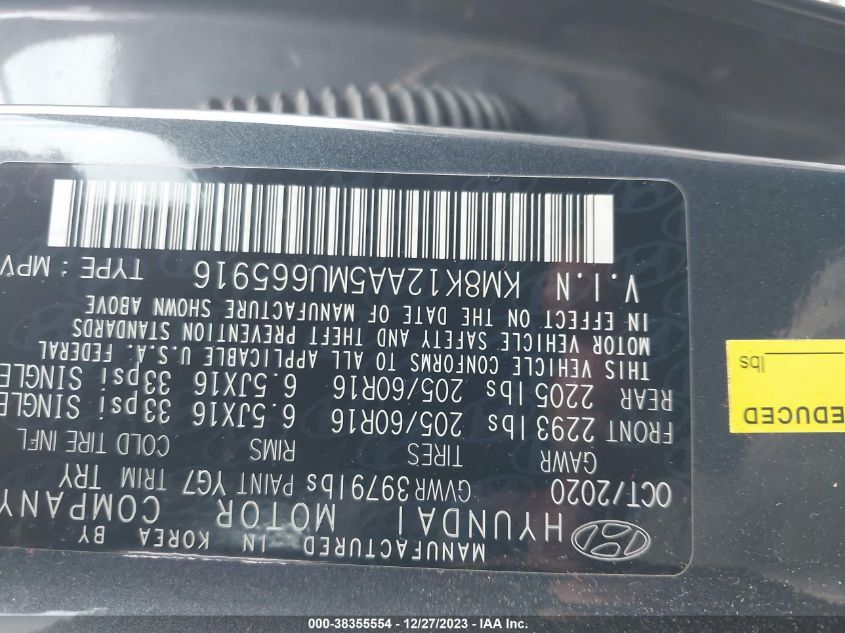 MANUFACTURED IN KOREA BY
HYUNDAI MOTOR COMPANY
OCT/2020 GVWR 3979lbs PAINT YG7 TRIM TRY
GAWR TIRES RIMS COLD TIRE INFL
FRONT 2293 lbs 205/60R16 6.5JX16 33psi SINGLE
REAR 2205 lbs 205/60R16 6.5JX16 33psi SINGLE
THIS VEHICLE CONFORMS TO ALL APPLICABLE U.S.A. FEDERAL
MOTOR VEHICLE SAFETY AND THEFT PREVENTION STANDARDS
IN EFFECT ON THE DATE OF MANUFACTURE SHOWN ABOVE
V.I.N KM8K12AA5MU665916 TYPE : MPV
EDUCED
lbs
000-38355554 — 12/27/2023 — IAA Inc.